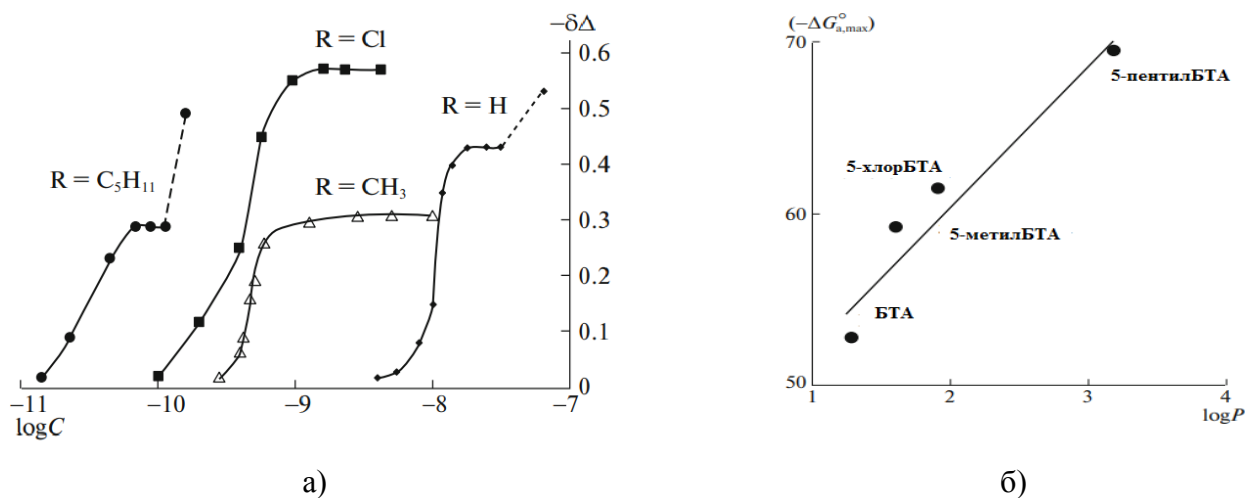 −δΔ
R = Cl
0.6
0.5
R = H
0.4
R = C₅H₁₁
R = CH₃
0.3
0.2
0.1
0
−11 −10 −9 −8 −7
logC
а)
(−ΔG°a,max)
70
5-пентилБТА
5-хлорБТА
60
5-метилБТА
БТА
50
1 2 3 4
logP
б)